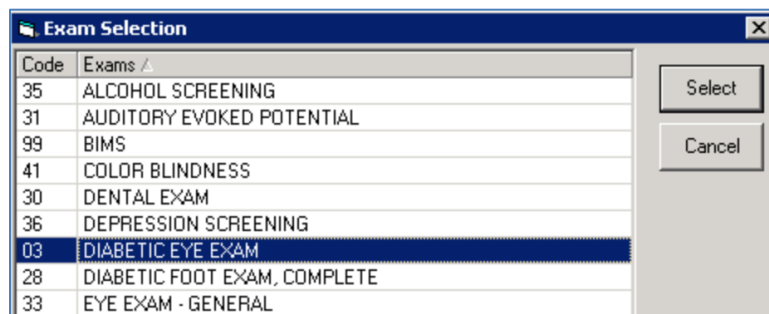 Exam Selection
Code Exams
35 ALCOHOL SCREENING
31 AUDITORY EVOKED POTENTIAL
99 BIMS
41 COLOR BLINDNESS
30 DENTAL EXAM
36 DEPRESSION SCREENING
03 DIABETIC EYE EXAM
28 DIABETIC FOOT EXAM, COMPLETE
33 EYE EXAM - GENERAL
Select
Cancel